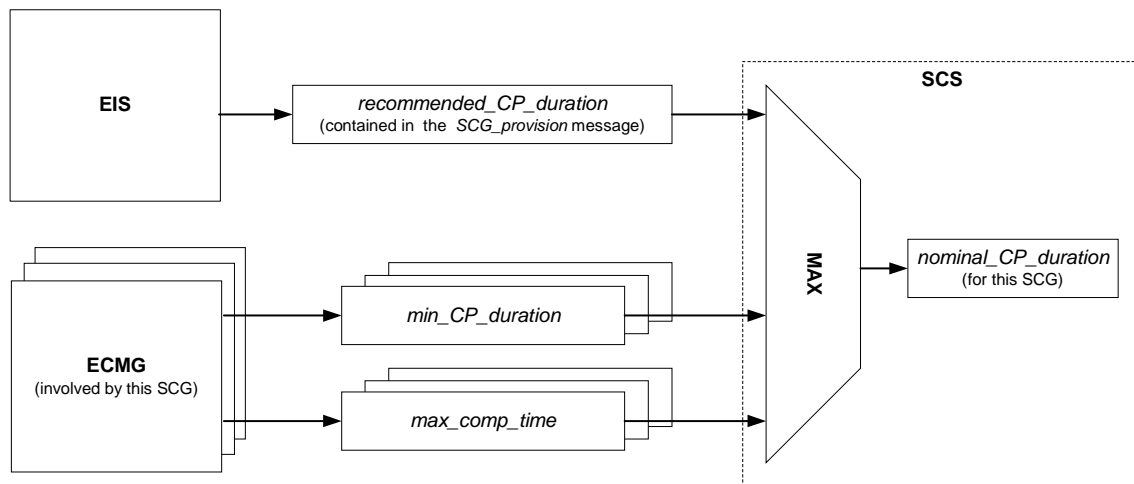 SCS
EIS
recommended_CP_duration
(contained in the SCG_provision message)
MAX
nominal_CP_duration
(for this SCG)
min_CP_duration
ECMG
(involved by this SCG)
max_comp_time